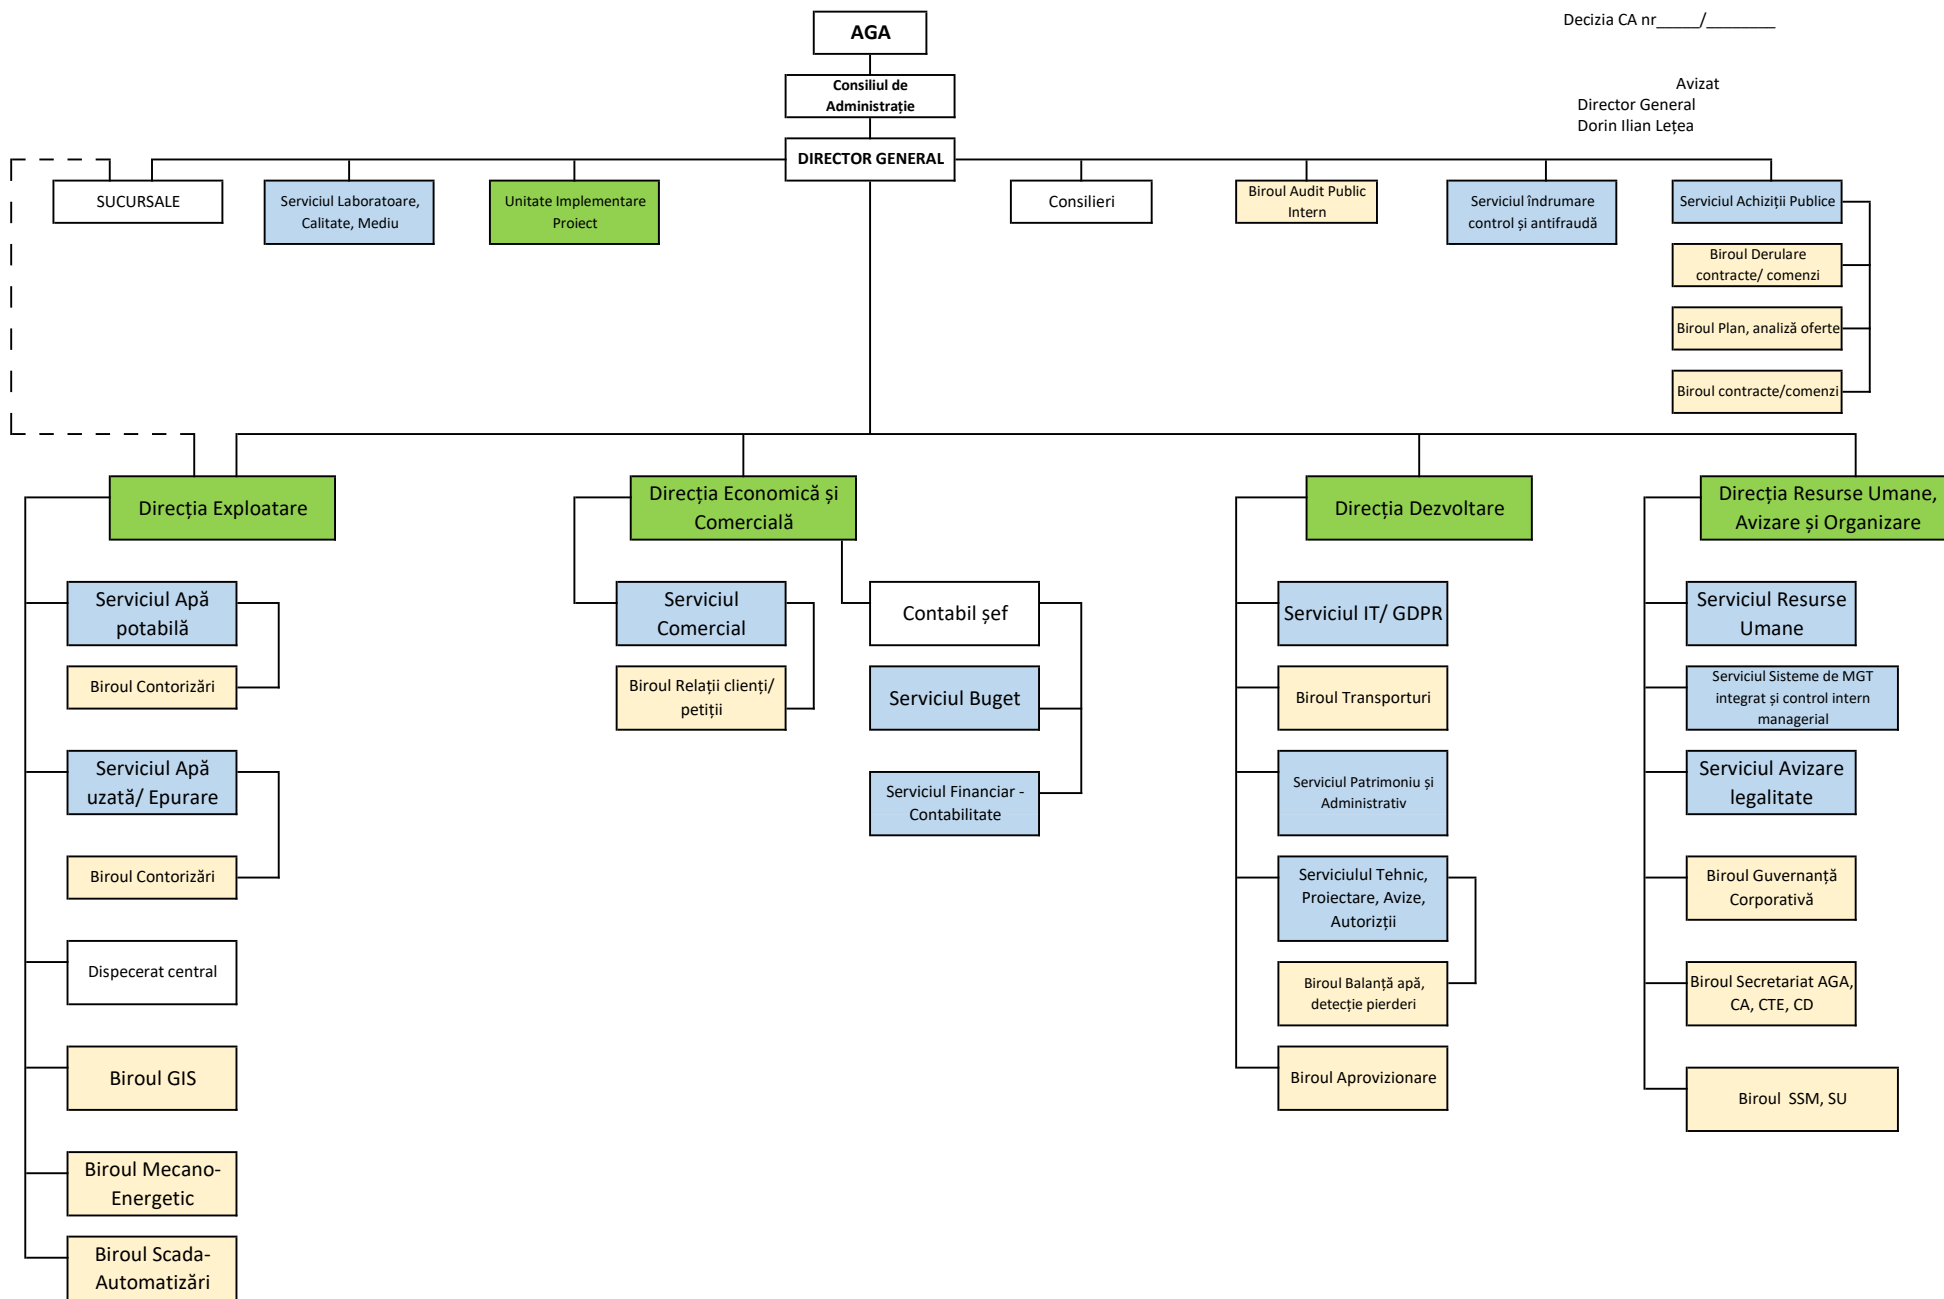 Decizia CA nr_____/________
AGA
Consiliul de
Administrație
Avizat
Director General
Dorin Ilian Lețea
DIRECTOR GENERAL
SUCURSALE
Serviciul Laboratoare,
Calitate, Mediu
Unitate Implementare
Proiect
Consilieri
Biroul Audit Public
Intern
Serviciul îndrumare
control și antifraudă
Serviciul Achiziții Publice
Biroul Derulare
contracte/ comenzi
Biroul Plan, analiză oferte
Biroul contracte/comenzi
Direcția Exploatare
Direcția Economică și
Comercială
Direcția Dezvoltare
Direcția Resurse Umane,
Avizare și Organizare
Serviciul Apă
potabilă
Biroul Contorizări
Serviciul Apă
uzată/ Epurare
Biroul Contorizări
Dispecerat central
Biroul GIS
Biroul Mecano-
Energetic
Biroul Scada-
Automatizări
Serviciul
Comercial
Biroul Relații clienți/
petiții
Contabil șef
Serviciul Buget
Serviciul Financiar -
Contabilitate
Serviciul IT/ GDPR
Biroul Transporturi
Serviciul Patrimoniu și
Administrativ
Serviciulul Tehnic,
Proiectare, Avize,
Autorizții
Biroul Balanță apă,
detecție pierderi
Biroul Aprovizionare
Serviciul Resurse
Umane
Serviciul Sisteme de MGT
integrat și control intern
managerial
Serviciul Avizare
legalitate
Biroul Guvernanță
Corporativă
Biroul Secretariat AGA,
CA, CTE, CD
Biroul  SSM, SU